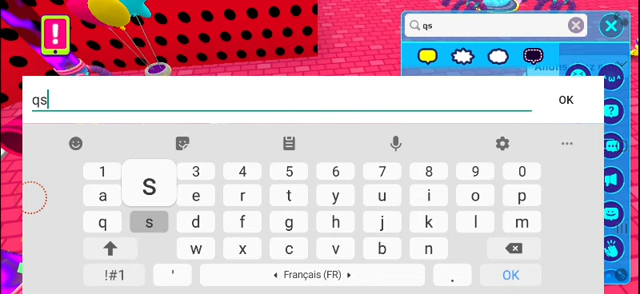 qs
qs
OK
1 3 4 5 6 7 8 9 0
s
a e r t y u i o p
q s d f g h j k l m
w x c v b n
!#1 ' Français (FR) . OK